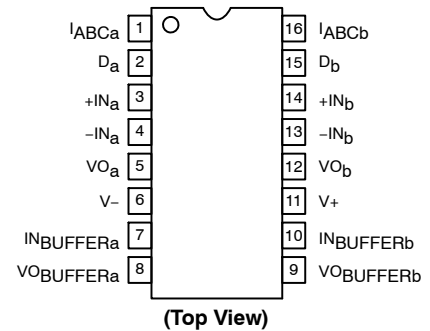 IABCa 1 16 IABCb
Da 2 15 Db
+INa 3 14 +INb
−INa 4 13 −INb
VOa 5 12 VOb
V− 6 11 V+
INBUFFERa 7 10 INBUFFERb
VOBUFFERa 8 9 VOBUFFERb
(Top View)